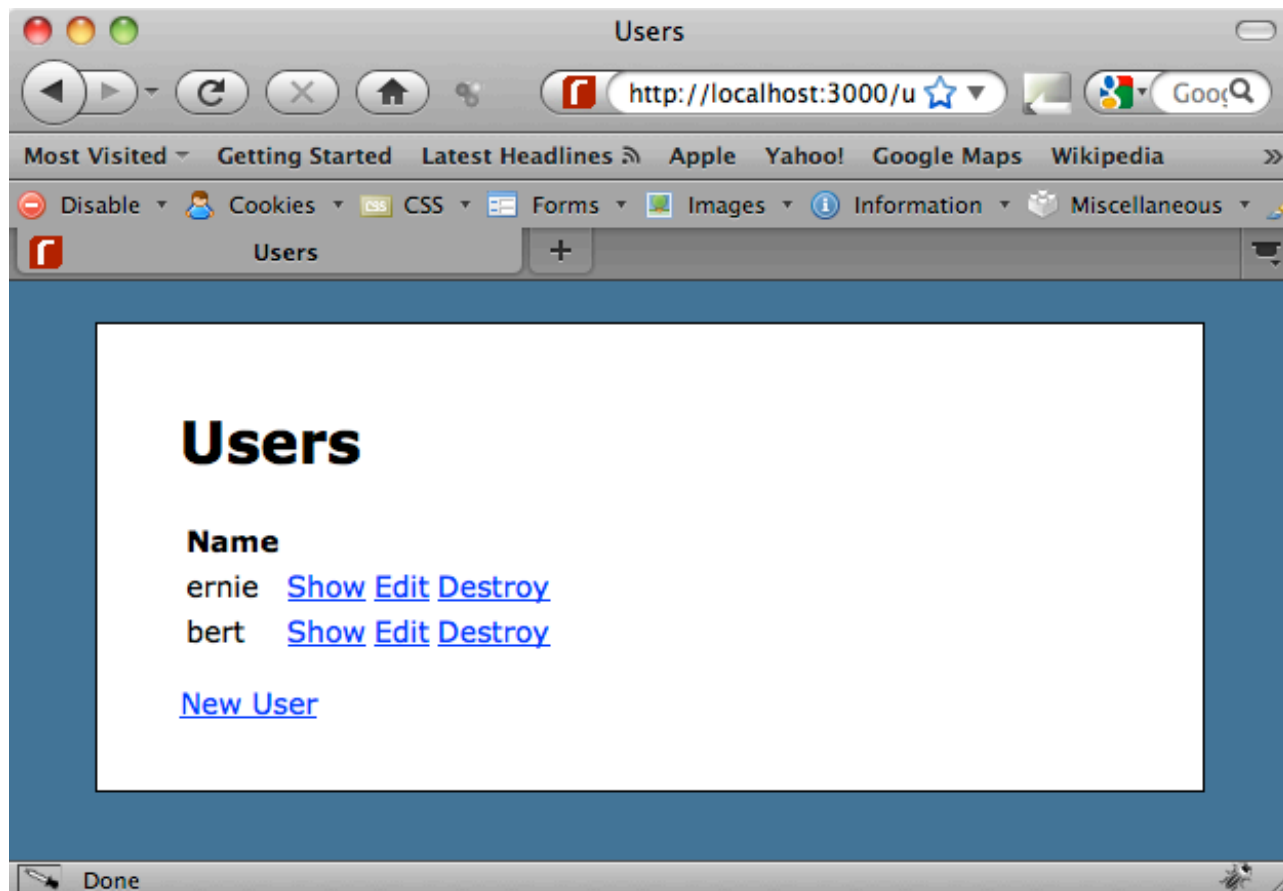 Users
http://localhost:3000/u
Most Visited Getting Started Latest Headlines Apple Yahoo! Google Maps Wikipedia »
Disable Cookies CSS CSS Forms Images Information Miscellaneous
Users +
Users
Name
ernie Show Edit Destroy
bert Show Edit Destroy
New User
Done